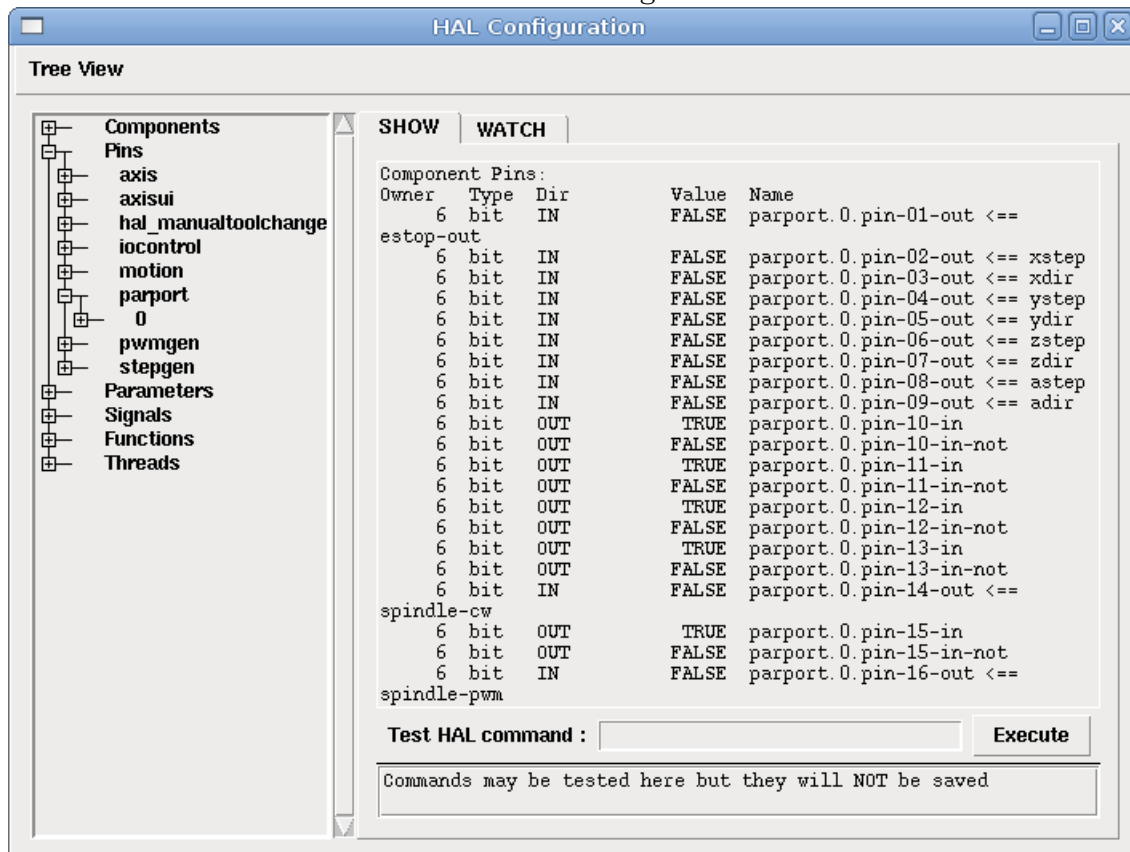 HAL Configuration
Tree View
Components
Pins
axis
axisui
hal_manualtoolchange
iocontrol
motion
parport
0
pwmgen
stepgen
Parameters
Signals
Functions
Threads
SHOW WATCH
Component Pins:
Owner Type Dir Value Name
6 bit IN FALSE parport.0.pin-01-out <==
estop-out
6 bit IN FALSE parport.0.pin-02-out <== xstep
6 bit IN FALSE parport.0.pin-03-out <== xdir
6 bit IN FALSE parport.0.pin-04-out <== ystep
6 bit IN FALSE parport.0.pin-05-out <== ydir
6 bit IN FALSE parport.0.pin-06-out <== zstep
6 bit IN FALSE parport.0.pin-07-out <== zdir
6 bit IN FALSE parport.0.pin-08-out <== astep
6 bit IN FALSE parport.0.pin-09-out <== adir
6 bit OUT TRUE parport.0.pin-10-in
6 bit OUT FALSE parport.0.pin-10-in-not
6 bit OUT TRUE parport.0.pin-11-in
6 bit OUT FALSE parport.0.pin-11-in-not
6 bit OUT TRUE parport.0.pin-12-in
6 bit OUT FALSE parport.0.pin-12-in-not
6 bit OUT TRUE parport.0.pin-13-in
6 bit OUT FALSE parport.0.pin-13-in-not
6 bit IN FALSE parport.0.pin-14-out <==
spindle-cw
6 bit OUT TRUE parport.0.pin-15-in
6 bit OUT FALSE parport.0.pin-15-in-not
6 bit IN FALSE parport.0.pin-16-out <==
spindle-pwm
Test HAL command : Execute
Commands may be tested here but they will NOT be saved